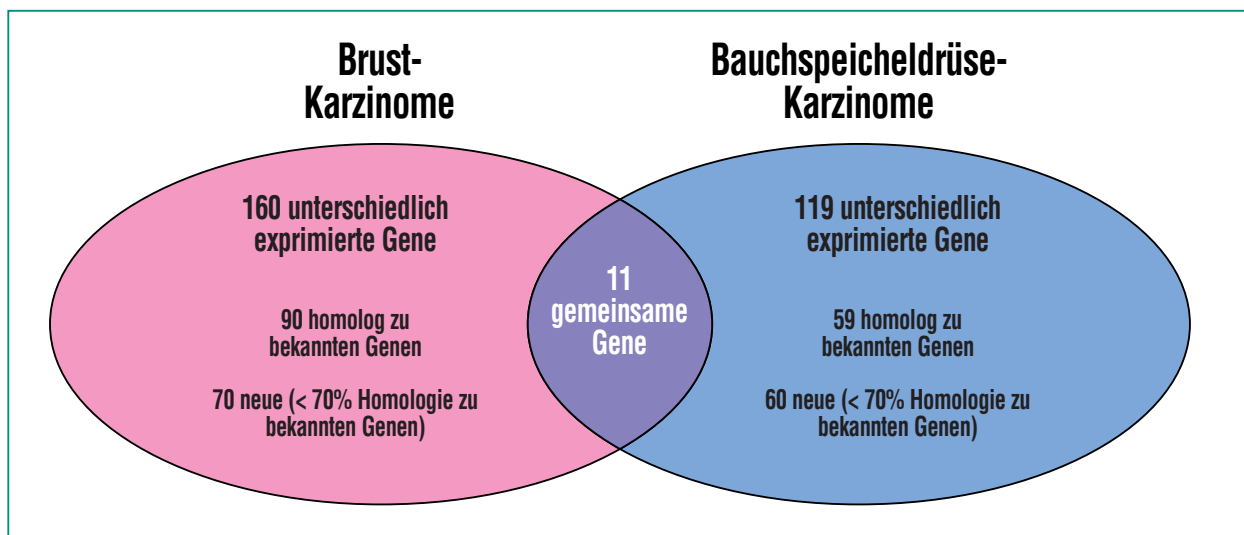 Brust-
Karzinome
Bauchspeicheldrüse-
Karzinome
160 unterschiedlich
exprimierte Gene
90 homolog zu
bekannten Genen
70 neue (< 70% Homologie zu
bekannten Genen)
11
gemeinsame
Gene
119 unterschiedlich
exprimierte Gene
59 homolog zu
bekannten Genen
60 neue (< 70% Homologie zu
bekannten Genen)